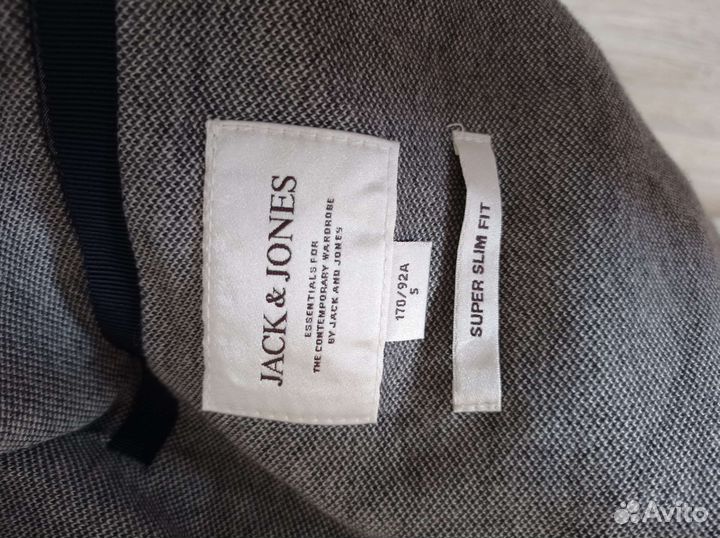 JACK & JONES
ESSENTIALS FOR
THE CONTEMPORARY WARDROBE
BY JACK AND JONES
170/92A
S
SUPER SLIM FIT
Avito